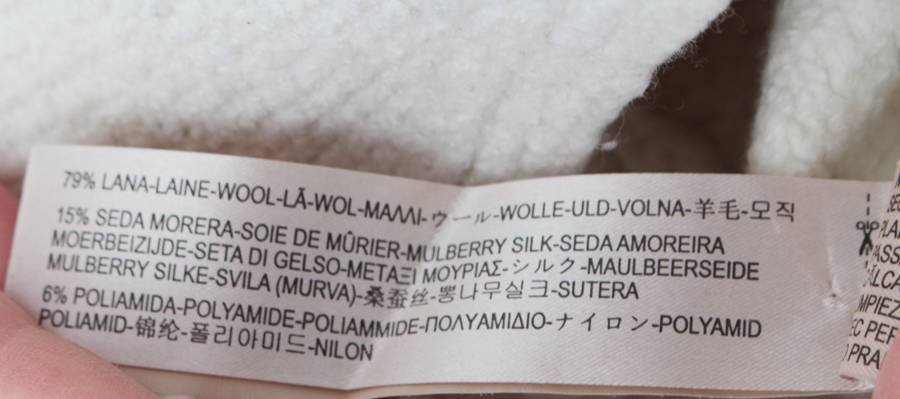 79% LANA-LAINE-WOOL-LÃ-WOL-ΜΑΛΛΙ-ウール-WOLLE-ULD-VOLNA-羊毛-모직
15% SEDA MORERA-SOIE DE MÛRIER-MULBERRY SILK-SEDA AMOREIRA
MOERBEIZIJDE-SETA DI GELSO-ΜΕΤΑΞΙ ΜΟΥΡΙΑΣ-シルク-MAULBEERSEIDE
MULBERRY SILKE-SVILA (MURVA)-桑蚕丝-뽕나무실크-SUTERA
6% POLIAMIDA-POLYAMIDE-POLIAMMIDE-ΠΟΛΥΑΜΙΔΙΟ-ナイロン-POLYAMID
POLIAMID-锦纶-폴리아미드-NILON